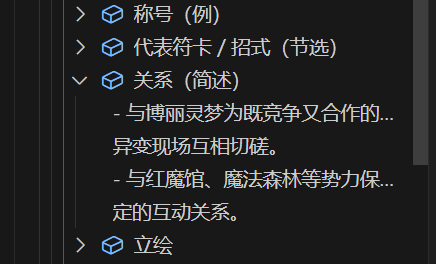 称号（例）
代表符卡 / 招式（节选）
关系（简述）
- 与博丽灵梦为既竞争又合作的...
异变现场互相切磋。
- 与红魔馆、魔法森林等势力保...
定的互动关系。
立绘